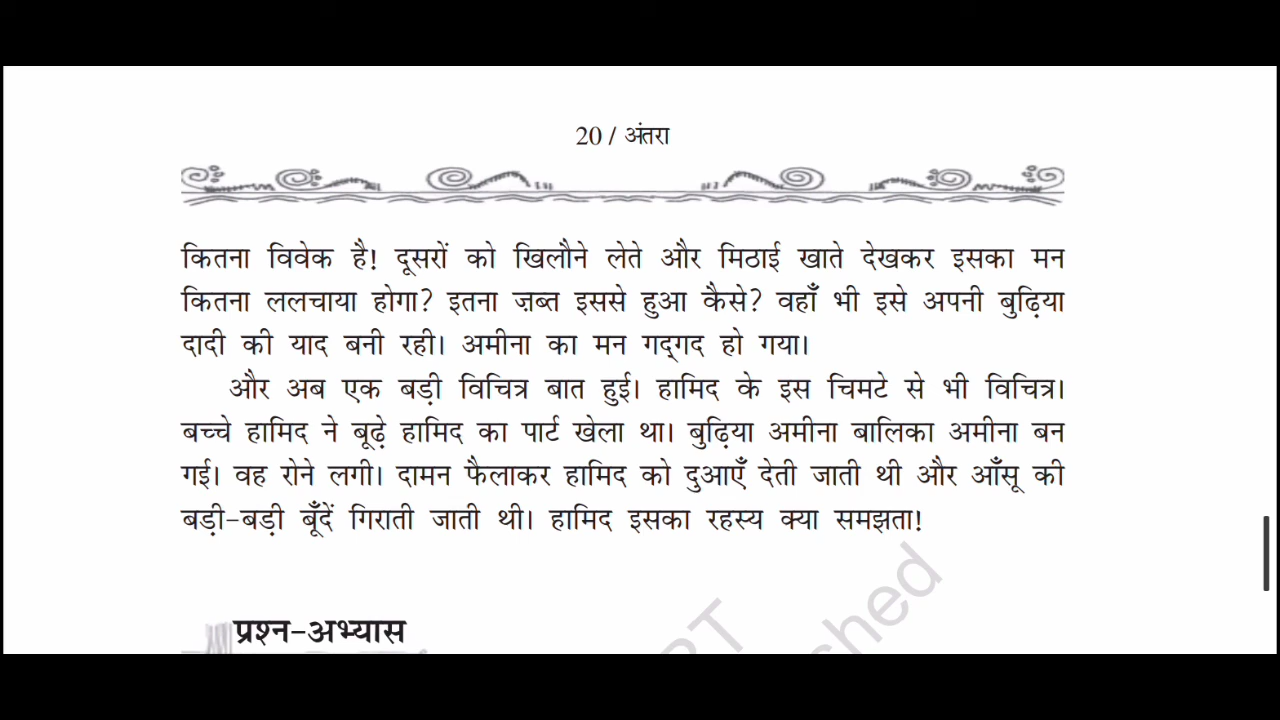 20 / अंतरा
कितना विवेक है! दूसरों को खिलौने लेते और मिठाई खाते देखकर इसका मन
कितना ललचाया होगा? इतना ज़ब्त इससे हुआ कैसे? वहाँ भी इसे अपनी बुढ़िया
दादी की याद बनी रही। अमीना का मन गद्‍गद हो गया।
और अब एक बड़ी विचित्र बात हुई। हामिद के इस चिमटे से भी विचित्र।
बच्चे हामिद ने बूढ़े हामिद का पार्ट खेला था। बुढ़िया अमीना बालिका अमीना बन
गई। वह रोने लगी। दामन फैलाकर हामिद को दुआएँ देती जाती थी और आँसू की
बड़ी-बड़ी बूँदें गिराती जाती थी। हामिद इसका रहस्य क्या समझता!
प्रश्न-अभ्यास